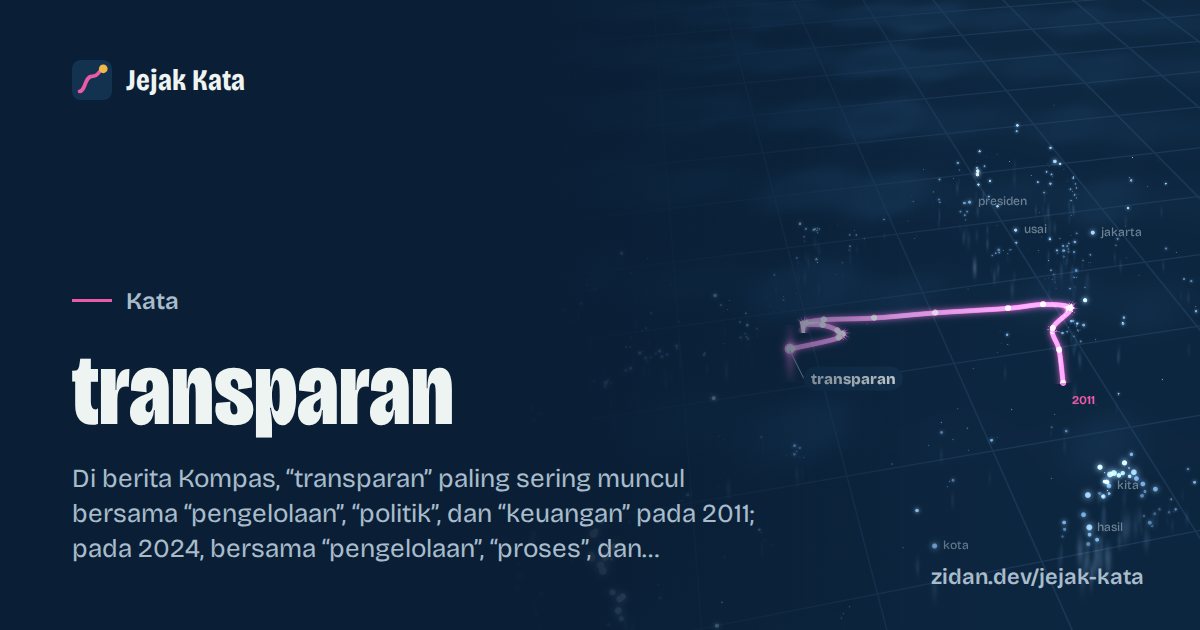 Jejak Kata
Kata
transparan
Di berita Kompas, “transparan” paling sering muncul
bersama “pengelolaan”, “politik”, dan “keuangan” pada 2011;
pada 2024, bersama “pengelolaan”, “proses”, dan...
presiden
usai
jakarta
transparan
2011
kita
hasil
kota
zidan.dev/jejak-kata